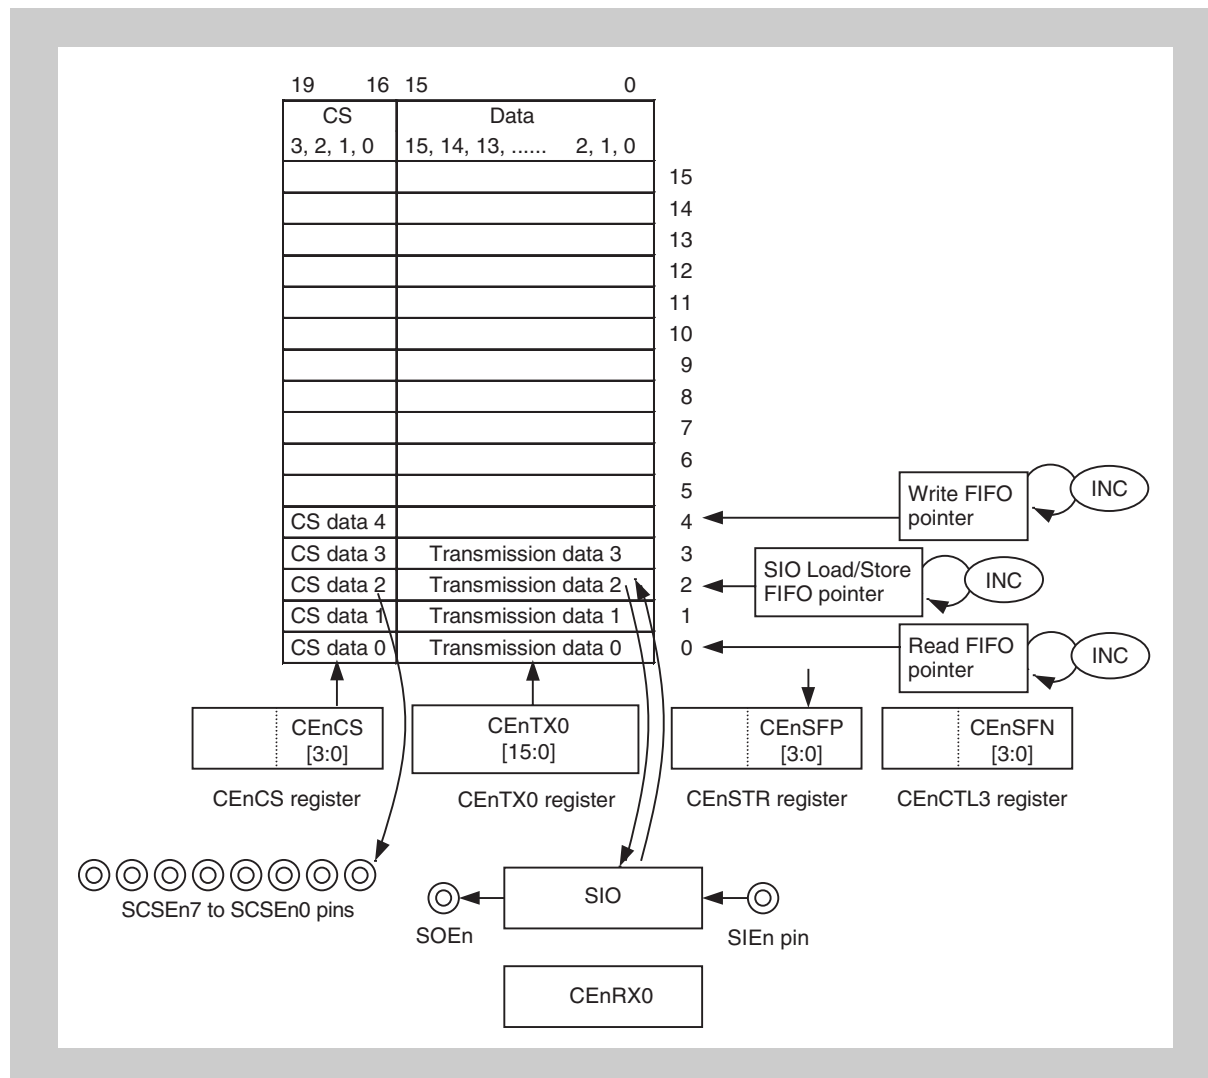 19 16 15 0
CS Data
3, 2, 1, 0 15, 14, 13, ...... 2, 1, 0
15
14
13
12
11
10
9
8
7
6
5
CS data 4 4
CS data 3 Transmission data 3 3
CS data 2 Transmission data 2 2
CS data 1 Transmission data 1 1
CS data 0 Transmission data 0 0
Write FIFO
pointer
INC
SIO Load/Store
FIFO pointer
INC
Read FIFO
pointer
INC
CEnCS
[3:0]
CEnCS register
CEnTX0
[15:0]
CEnTX0 register
CEnSFP
[3:0]
CEnSTR register
CEnSFN
[3:0]
CEnCTL3 register
SCSEn7 to SCSEn0 pins
SOEn
SIO
SIEn pin
CEnRX0